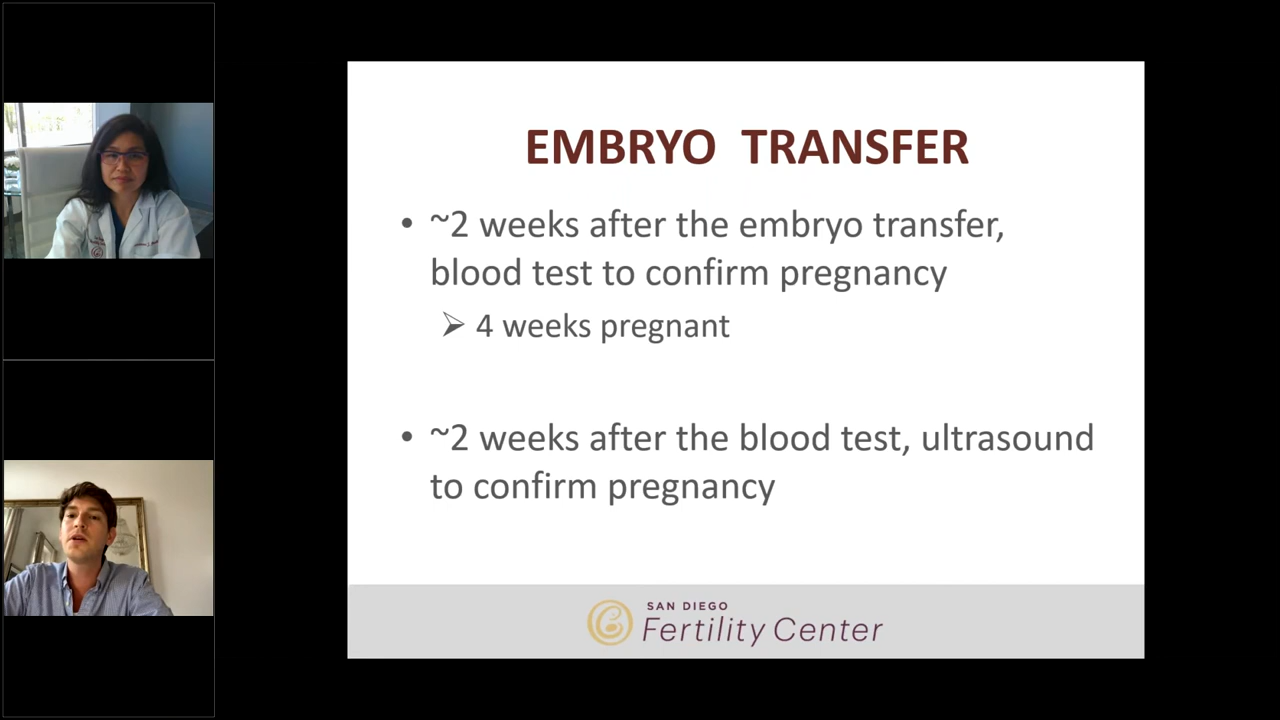 EMBRYO TRANSFER
• ~2 weeks after the embryo transfer,
blood test to confirm pregnancy
➢ 4 weeks pregnant
• ~2 weeks after the blood test, ultrasound
to confirm pregnancy
SAN DIEGO
Fertility Center